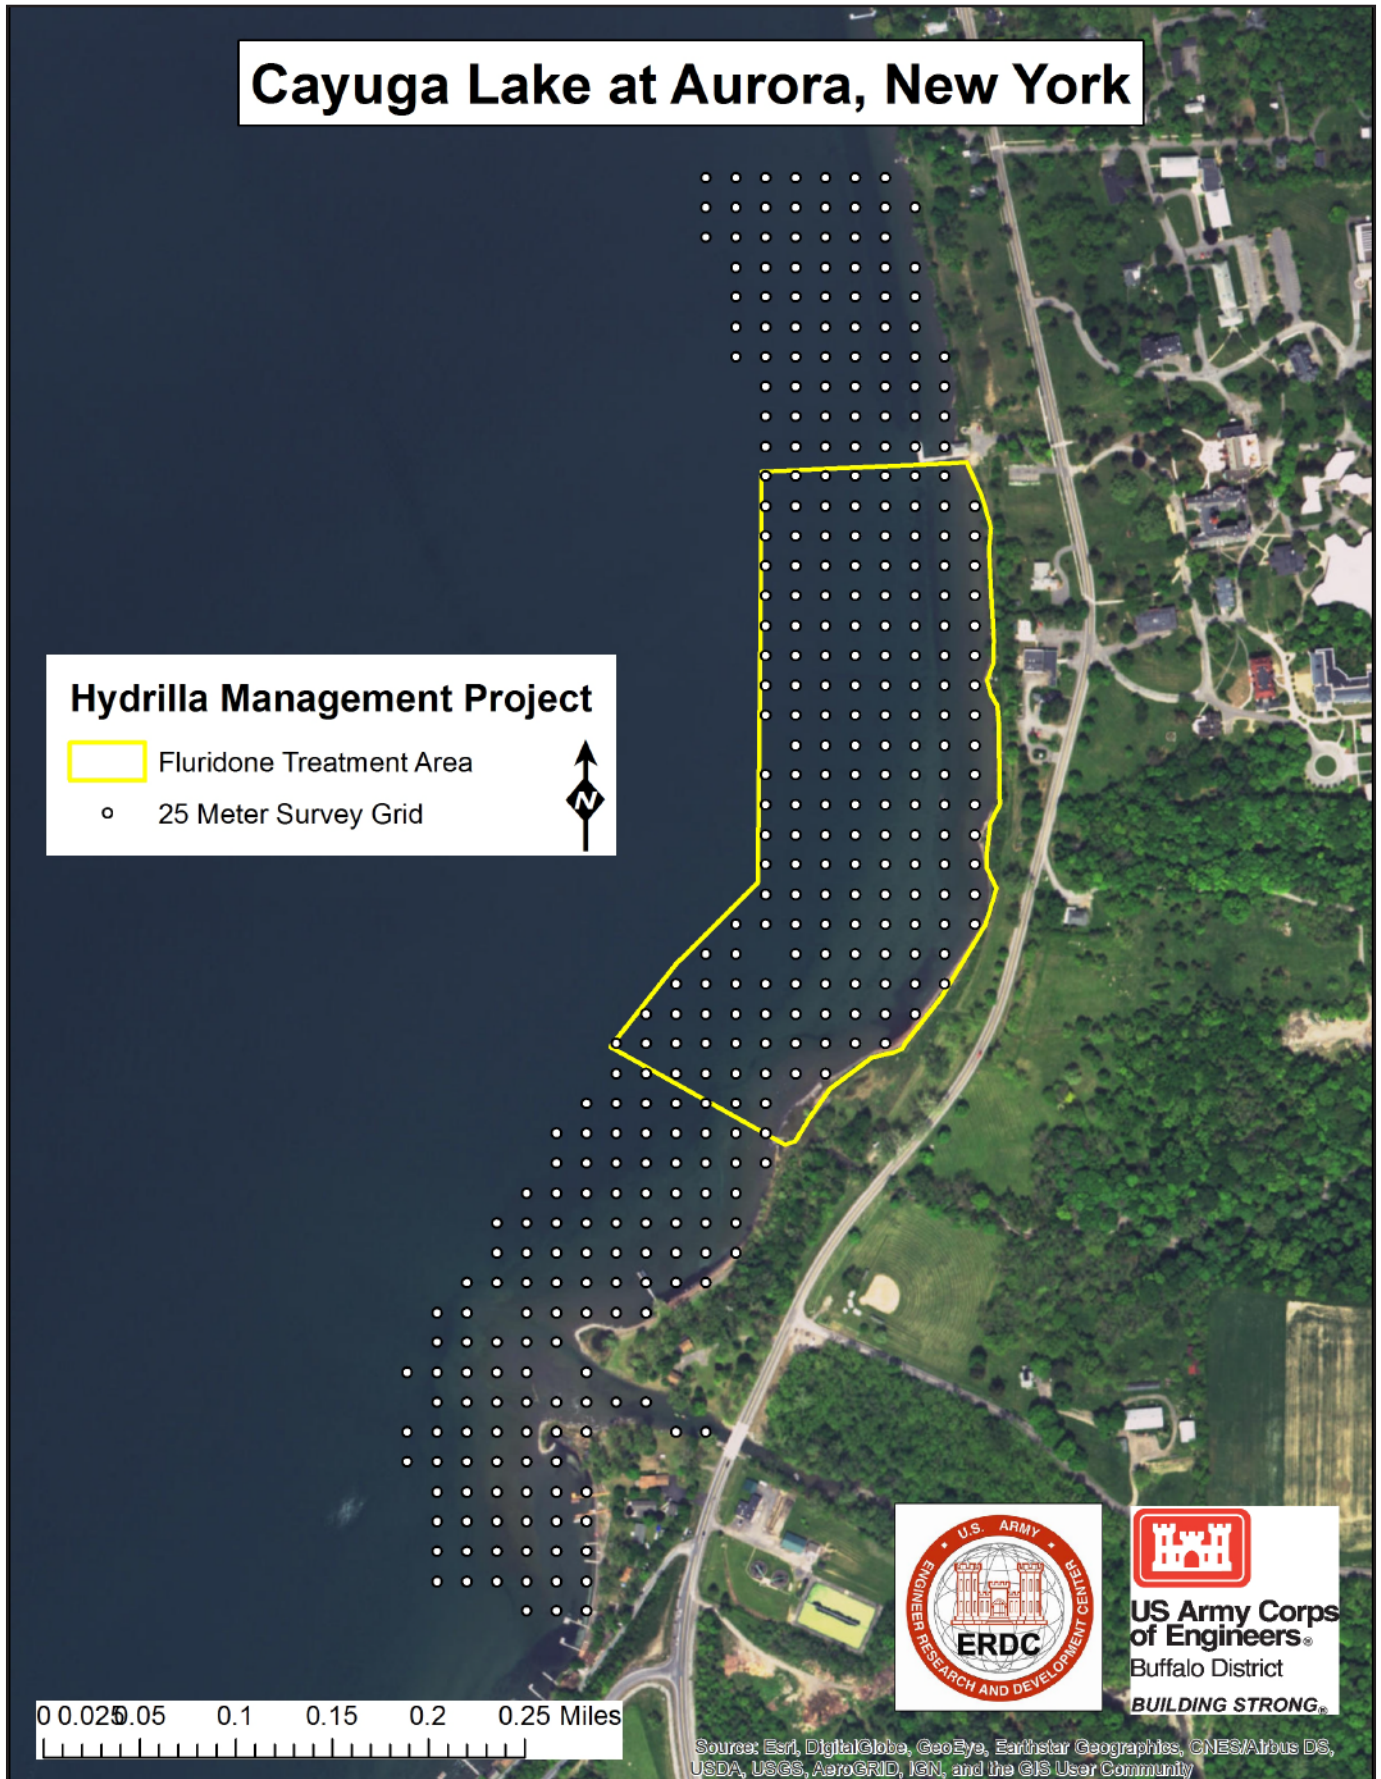 Cayuga Lake at Aurora, New York
Hydrilla Management Project
Fluridone Treatment Area
25 Meter Survey Grid
N
U.S. ARMY
ENGINEER RESEARCH AND DEVELOPMENT CENTER
ERDC
US Army Corps
of Engineers®
Buffalo District
BUILDING STRONG®
0 0.025 0.05 0.1 0.15 0.2 0.25 Miles
Source: Esri, DigitalGlobe, GeoEye, Earthstar Geographics, CNES/Airbus DS,
USDA, USGS, AeroGRID, IGN, and the GIS User Community